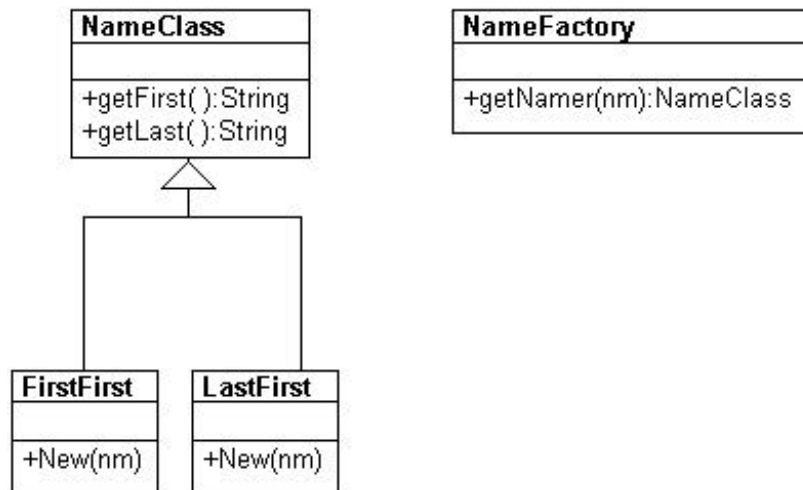 NameClass
+getFirst( ):String
+getLast( ):String
NameFactory
+getNamer(nm):NameClass
FirstFirst
+New(nm)
LastFirst
+New(nm)